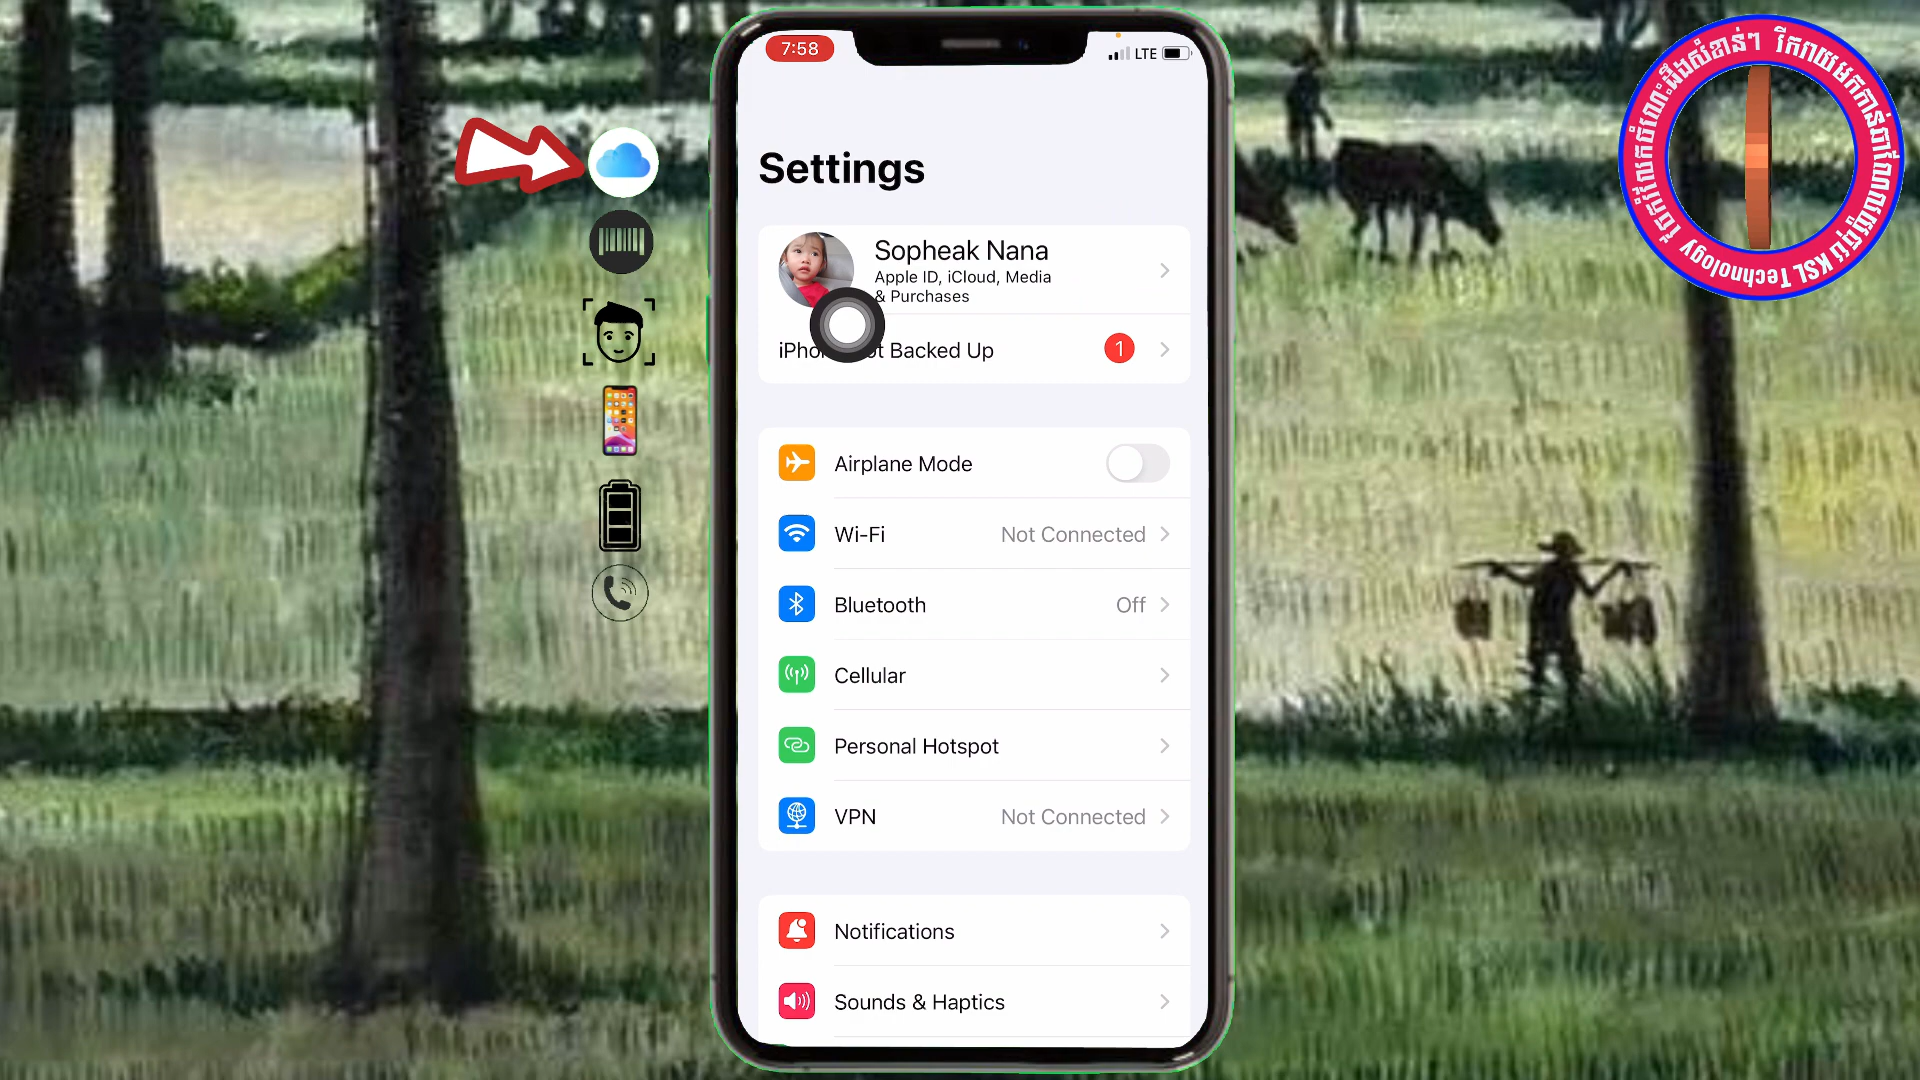 7:58
LTE
Settings
Sopheak Nana
Apple ID, iCloud, Media
& Purchases
Backed Up
1
Airplane Mode
Wi-Fi
Not Connected
Bluetooth
Off
Cellular
Personal Hotspot
VPN
Not Connected
Notifications
Sounds & Haptics
KSL Technology